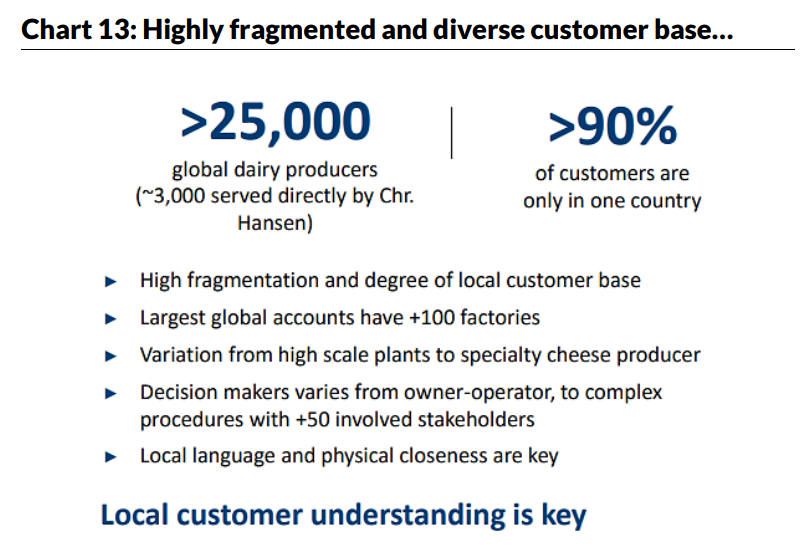 Chart 13: Highly fragmented and diverse customer base...
>25,000
global dairy producers
(~3,000 served directly by Chr.
Hansen)
>90%
of customers are
only in one country
► High fragmentation and degree of local customer base
► Largest global accounts have +100 factories
► Variation from high scale plants to specialty cheese producer
► Decision makers varies from owner-operator, to complex
procedures with +50 involved stakeholders
► Local language and physical closeness are key
Local customer understanding is key